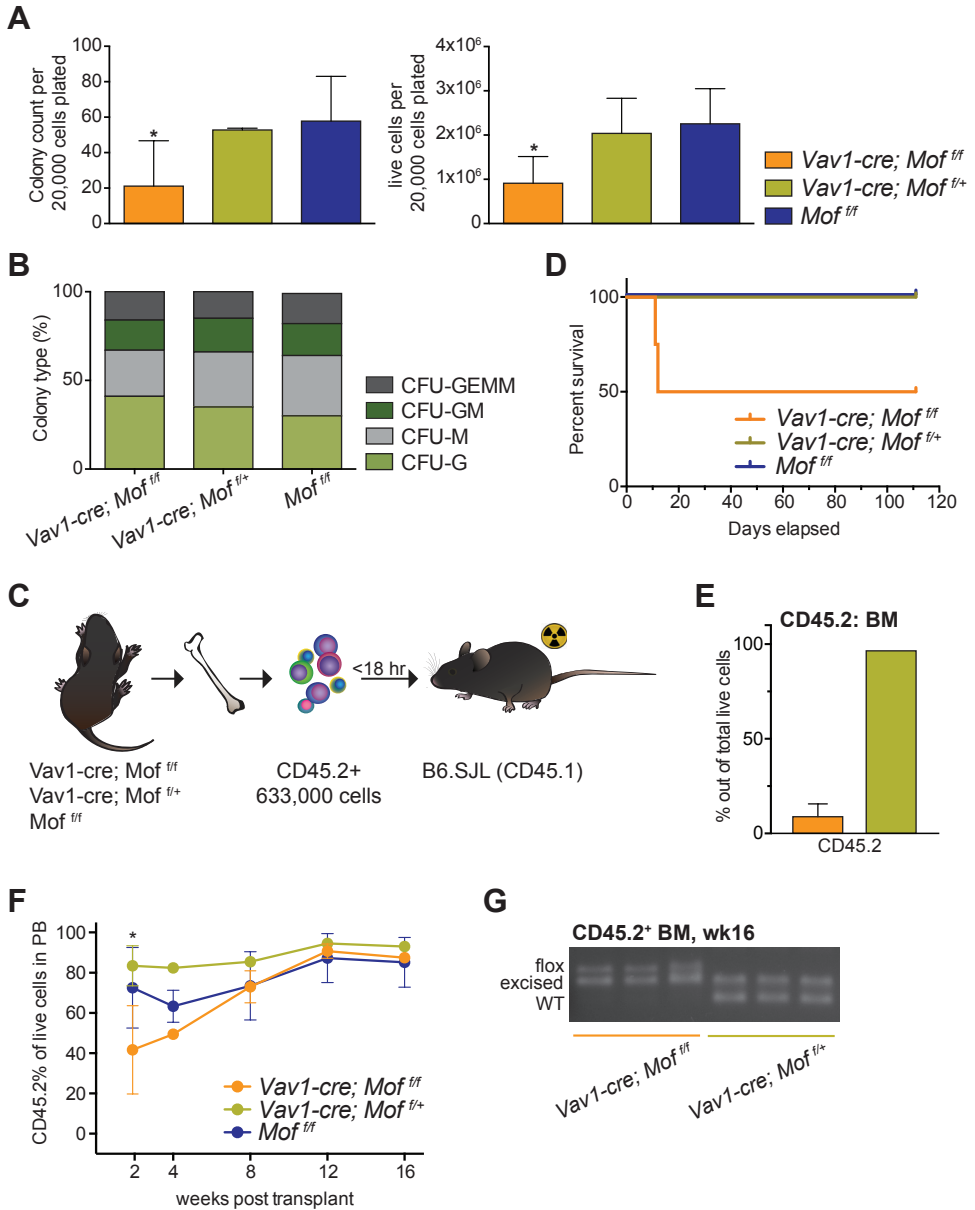 A
Colony count per
20,000 cells plated
100
80
60
40
20
0
*
live cells per
20,000 cells plated
4x10⁶
3x10⁶
2x10⁶
1x10⁶
0
*
Vav1-cre; Mof f/f
Vav1-cre; Mof f/+
Mof f/f
B
Colony type (%)
100
50
0
Vav1-cre; Mof f/f
Vav1-cre; Mof f/+
Mof f/f
CFU-GEMM
CFU-GM
CFU-M
CFU-G
D
Percent survival
100
50
0
0 20 40 60 80 100 120
Days elapsed
Vav1-cre; Mof f/f
Vav1-cre; Mof f/+
Mof f/f
C
<18 hr
Vav1-cre; Mof f/f
Vav1-cre; Mof f/+
Mof f/f
CD45.2+
633,000 cells
B6.SJL (CD45.1)
E
CD45.2: BM
% out of total live cells
100
50
0
CD45.2
F
CD45.2% of live cells in PB
100
80
60
40
20
0
*
Vav1-cre; Mof f/f
Vav1-cre; Mof f/+
Mof f/f
2 4 8 12 16
weeks post transplant
G
CD45.2⁺ BM, wk16
flox
excised
WT
Vav1-cre; Mof f/f
Vav1-cre; Mof f/+